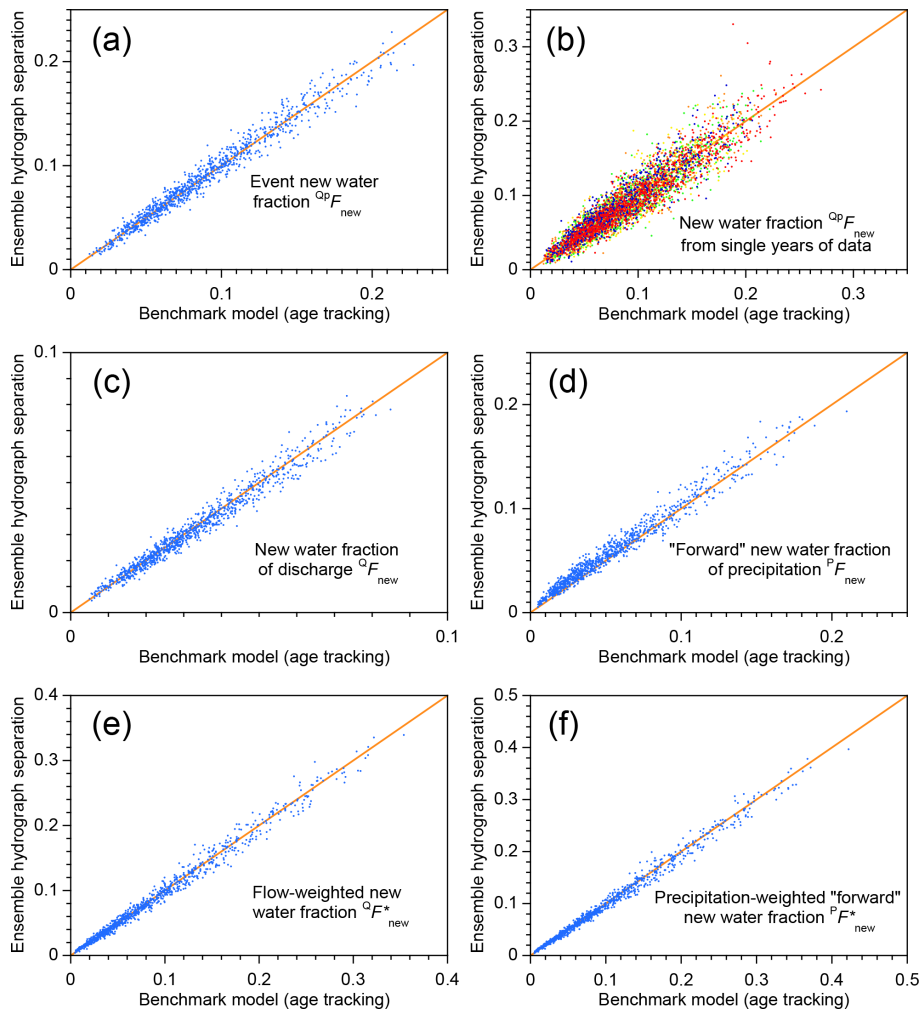 (a)
Ensemble hydrograph separation
0.2
0.1
0
Event new water
fraction QpFnew
0 0.1 0.2
Benchmark model (age tracking)
(b)
Ensemble hydrograph separation
0.3
0.2
0.1
0
New water fraction QpFnew
from single years of data
0 0.1 0.2 0.3
Benchmark model (age tracking)
(c)
Ensemble hydrograph separation
0.1
0
New water fraction
of discharge QFnew
0 0.1
Benchmark model (age tracking)
(d)
Ensemble hydrograph separation
0.2
0.1
0
"Forward" new water fraction
of precipitation PFnew
0 0.1 0.2
Benchmark model (age tracking)
(e)
Ensemble hydrograph separation
0.4
0.3
0.2
0.1
0
Flow-weighted new
water fraction QF*new
0 0.1 0.2 0.3 0.4
Benchmark model (age tracking)
(f)
Ensemble hydrograph separation
0.5
0.4
0.3
0.2
0.1
0
Precipitation-weighted "forward"
new water fraction PF*new
0 0.1 0.2 0.3 0.4 0.5
Benchmark model (age tracking)